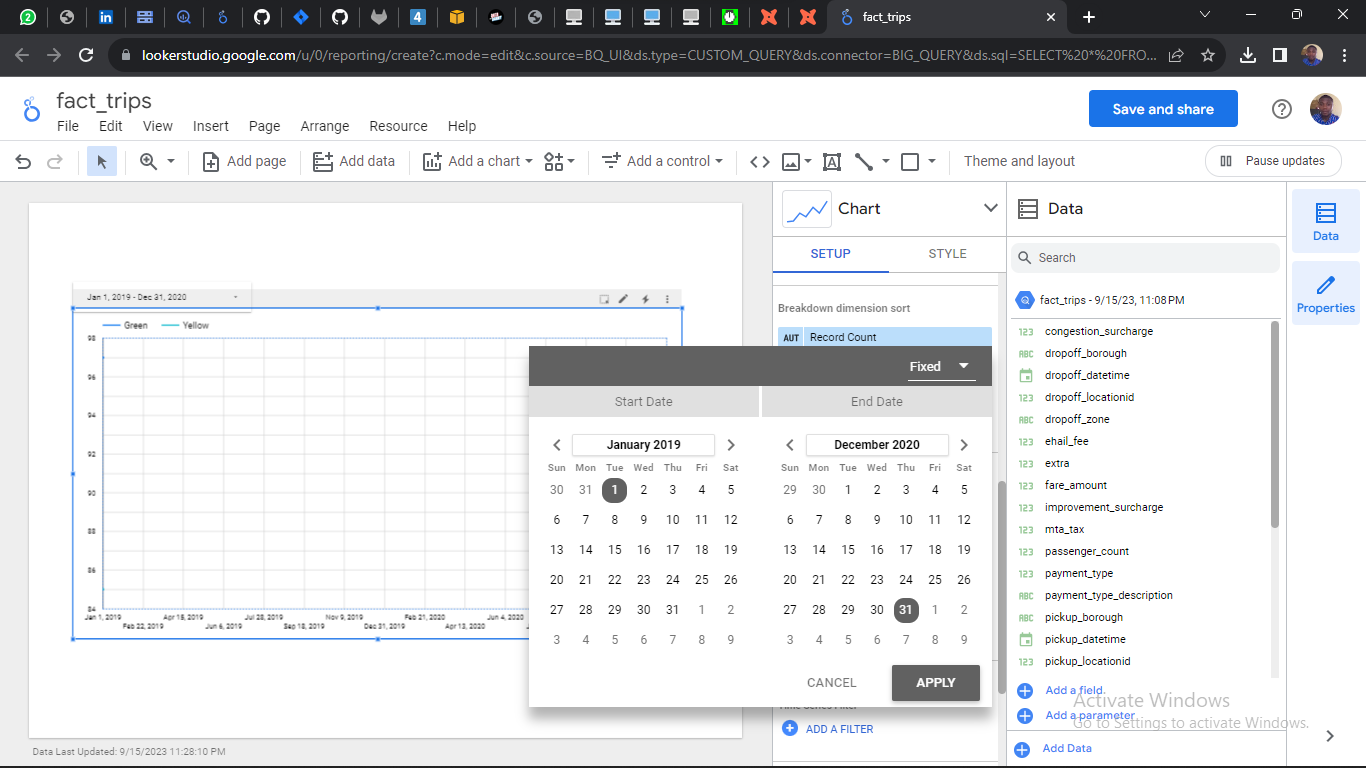 fact_trips
lookerstudio.google.com/u/0/reporting/create?c.mode=edit&c.source=BQ_UI&ds.type=CUSTOM_QUERY&ds.connector=BIG_QUERY&ds.sql=SELECT%20*%20FRO...
fact_trips
File Edit View Insert Page Arrange Resource Help
Save and share
Add page
Add data
Add a chart
Add a control
Theme and layout
Pause updates
Jan 1, 2019 - Dec 31, 2020
Green Yellow
98
96
94
92
90
88
86
84
Jan 1, 2019 Apr 15, 2019 Jul 28, 2019 Nov 9, 2019 Feb 21, 2020 Jun 4, 2020
Feb 22, 2019 Jun 6, 2019 Sep 18, 2019 Dec 31, 2019 Apr 13, 2020
Data Last Updated: 9/15/2023 11:28:10 PM
Chart
SETUP STYLE
Breakdown dimension sort
AUT Record Count
Fixed
Start Date End Date
January 2019
Sun Mon Tue Wed Thu Fri Sat
30 31 1 2 3 4 5
6 7 8 9 10 11 12
13 14 15 16 17 18 19
20 21 22 23 24 25 26
27 28 29 30 31 1 2
3 4 5 6 7 8 9
December 2020
Sun Mon Tue Wed Thu Fri Sat
29 30 1 2 3 4 5
6 7 8 9 10 11 12
13 14 15 16 17 18 19
20 21 22 23 24 25 26
27 28 29 30 31 1 2
3 4 5 6 7 8 9
CANCEL APPLY
ADD A FILTER
Data
Search
fact_trips - 9/15/23, 11:08 PM
123 congestion_surcharge
ABC dropoff_borough
dropoff_datetime
123 dropoff_locationid
ABC dropoff_zone
123 ehail_fee
123 extra
123 fare_amount
123 improvement_surcharge
123 mta_tax
123 passenger_count
123 payment_type
ABC payment_type_description
ABC pickup_borough
pickup_datetime
123 pickup_locationid
Add a field
Add a parameter
Add Data
Activate Windows
Go to Settings to activate Windows.
Data
Properties
4